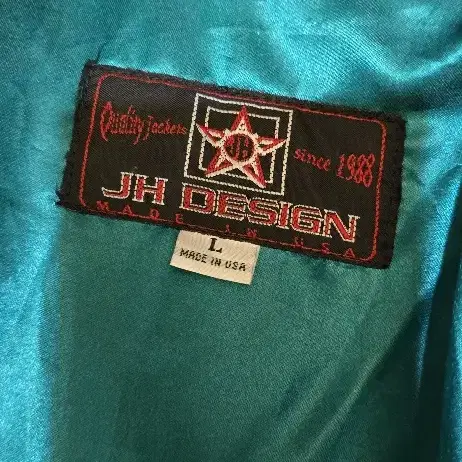 Quality Jackets
JH
since 1988
JH DESIGN
MADE IN USA
L
MADE IN USA